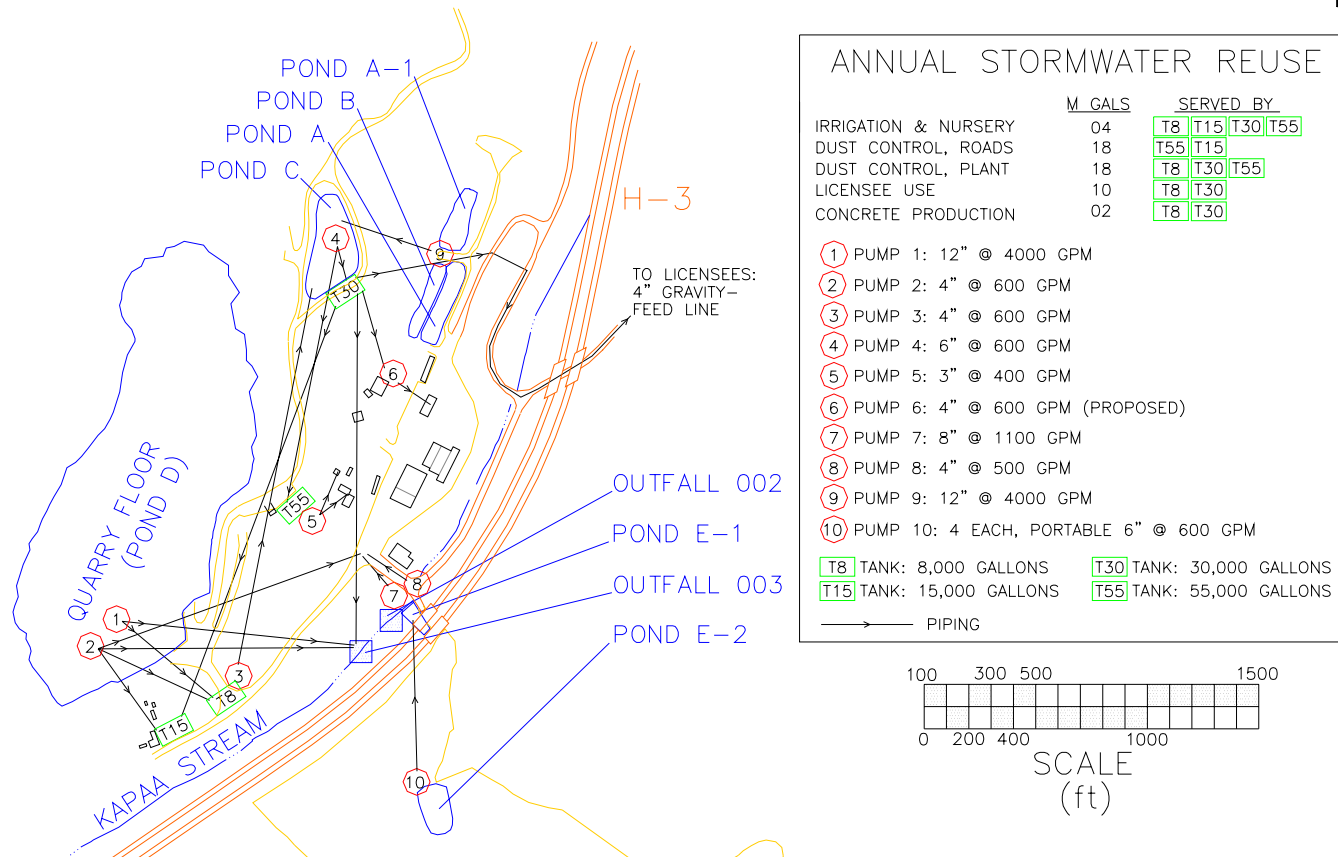 POND A-1
POND B
POND A
POND C
H-3
4
9
T30
TO LICENSEES:
4" GRAVITY-
FEED LINE
6
QUARRY FLOOR
(POND D)
T55
5
OUTFALL 002
POND E-1
OUTFALL 003
POND E-2
8
7
1
2
3
T8
T15
KAPAA STREAM
10
ANNUAL STORMWATER REUSE
M GALS SERVED BY
IRRIGATION & NURSERY 04 T8 T15 T30 T55
DUST CONTROL, ROADS 18 T55 T15
DUST CONTROL, PLANT 18 T8 T30 T55
LICENSEE USE 10 T8 T30
CONCRETE PRODUCTION 02 T8 T30
1 PUMP 1: 12" @ 4000 GPM
2 PUMP 2: 4" @ 600 GPM
3 PUMP 3: 4" @ 600 GPM
4 PUMP 4: 6" @ 600 GPM
5 PUMP 5: 3" @ 400 GPM
6 PUMP 6: 4" @ 600 GPM (PROPOSED)
7 PUMP 7: 8" @ 1100 GPM
8 PUMP 8: 4" @ 500 GPM
9 PUMP 9: 12" @ 4000 GPM
10 PUMP 10: 4 EACH, PORTABLE 6" @ 600 GPM
T8 TANK: 8,000 GALLONS T30 TANK: 30,000 GALLONS
T15 TANK: 15,000 GALLONS T55 TANK: 55,000 GALLONS
PIPING
100 300 500 1500
0 200 400 1000
SCALE
(ft)